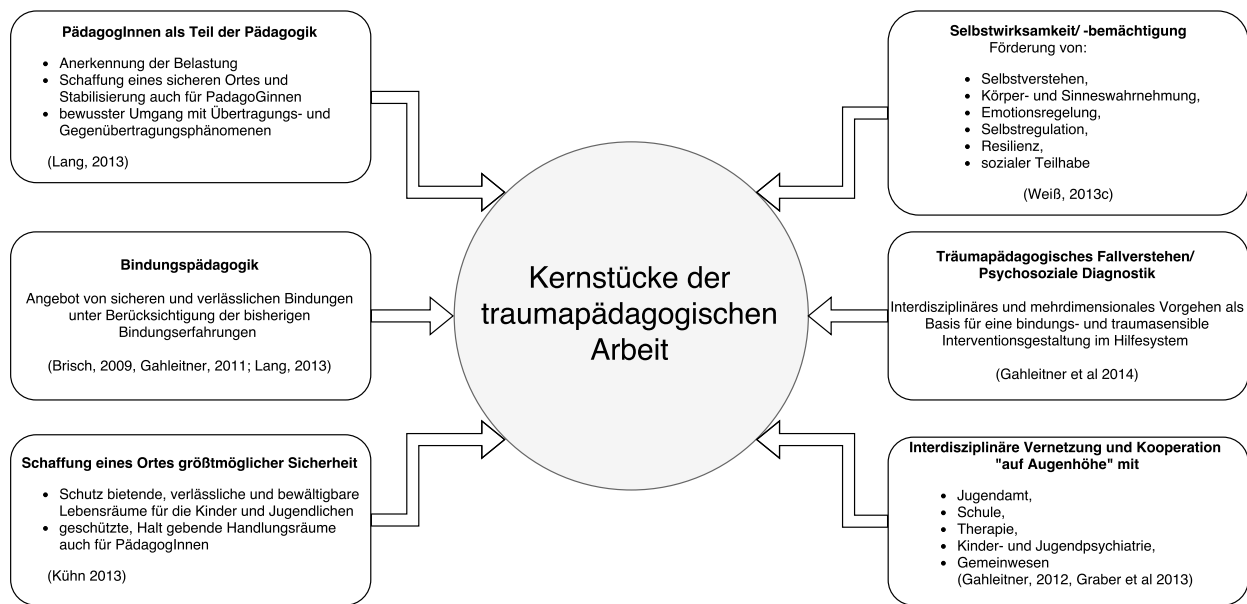 PädagogInnen als Teil der Pädagogik
• Anerkennung der Belastung
• Schaffung eines sicheren Ortes und
Stabilisierung auch für PadagoGinnen
• bewusster Umgang mit Übertragungs- und
Gegenübertragungsphänomenen
(Lang, 2013)
Bindungspädagogik
Angebot von sicheren und verlässlichen Bindungen
unter Berücksichtigung der bisherigen
Bindungserfahrungen
(Brisch, 2009, Gahleitner, 2011; Lang, 2013)
Schaffung eines Ortes größtmöglicher Sicherheit
• Schutz bietende, verlässliche und bewältigbare
Lebensräume für die Kinder und Jugendlichen
• geschützte, Halt gebende Handlungsräume
auch für PädagogInnen
(Kühn 2013)
Kernstücke der
traumapädagogischen
Arbeit
Selbstwirksamkeit/ -bemächtigung
Förderung von:
• Selbstverstehen,
• Körper- und Sinneswahrnehmung,
• Emotionsregelung,
• Selbstregulation,
• Resilienz,
• sozialer Teilhabe
(Weiß, 2013c)
Träumapädagogisches Fallverstehen/
Psychosoziale Diagnostik
Interdisziplinäres und mehrdimensionales Vorgehen als
Basis für eine bindungs- und traumasensible
Interventionsgestaltung im Hilfesystem
(Gahleitner et al 2014)
Interdisziplinäre Vernetzung und Kooperation
"auf Augenhöhe" mit
• Jugendamt,
• Schule,
• Therapie,
• Kinder- und Jugendpsychiatrie,
• Gemeinwesen
(Gahleitner, 2012, Graber et al 2013)